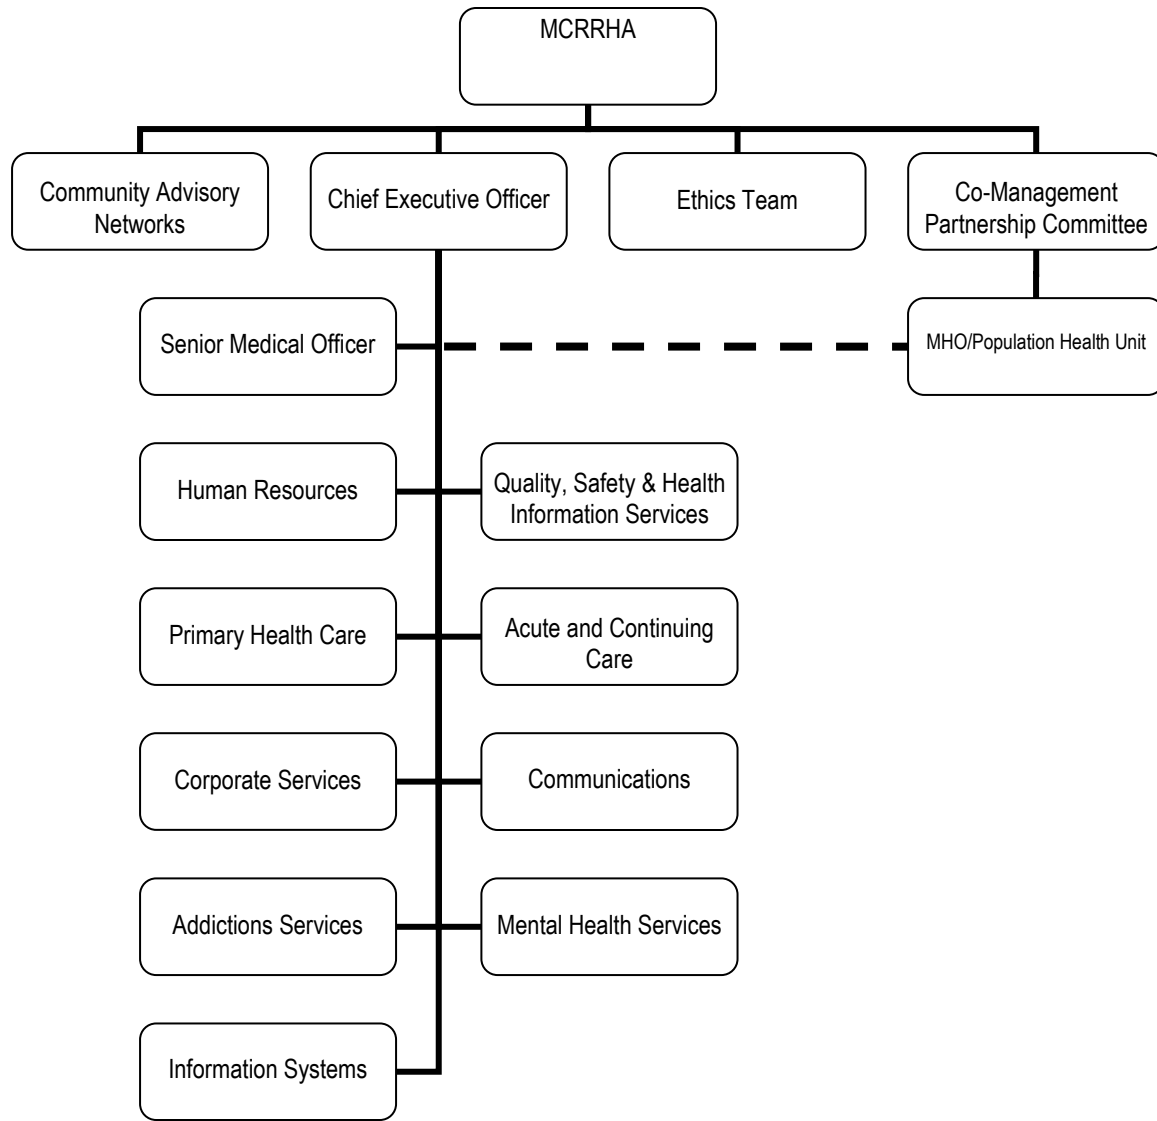 MCRRHA
Community Advisory
Networks
Chief Executive Officer
Ethics Team
Co-Management
Partnership Committee
Senior Medical Officer
MHO/Population Health Unit
Human Resources
Quality, Safety & Health
Information Services
Primary Health Care
Acute and Continuing
Care
Corporate Services
Communications
Addictions Services
Mental Health Services
Information Systems